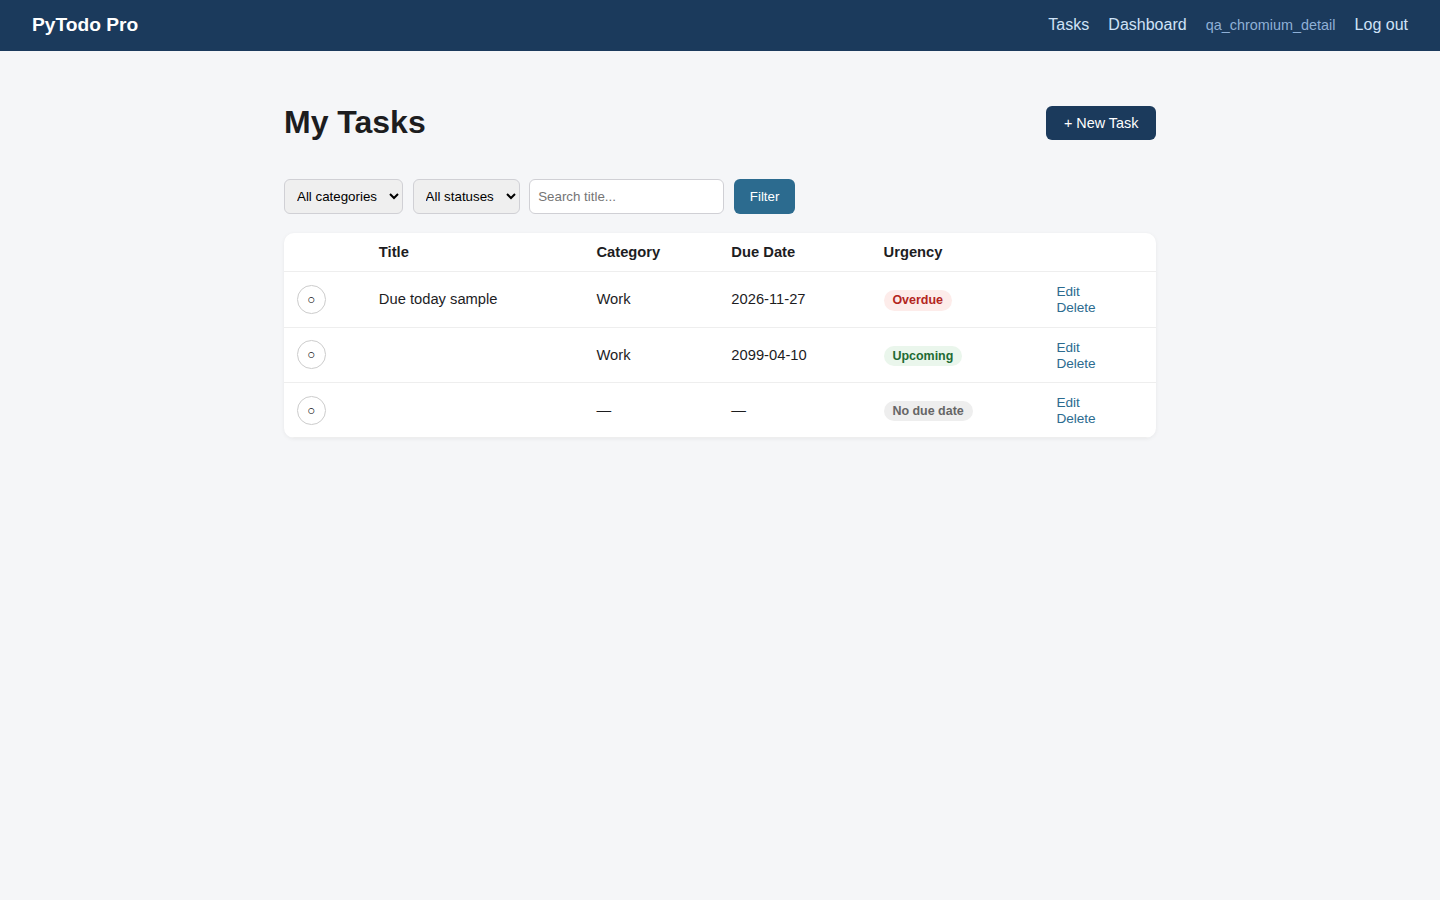 PyTodo Pro
Tasks Dashboard qa_chromium_detail Log out
My Tasks
+ New Task
All categories All statuses Search title... Filter
Title Category Due Date Urgency
○ Due today sample Work 2026-11-27 Overdue Edit
Delete
○ Work 2099-04-10 Upcoming Edit
Delete
○ — — No due date Edit
Delete